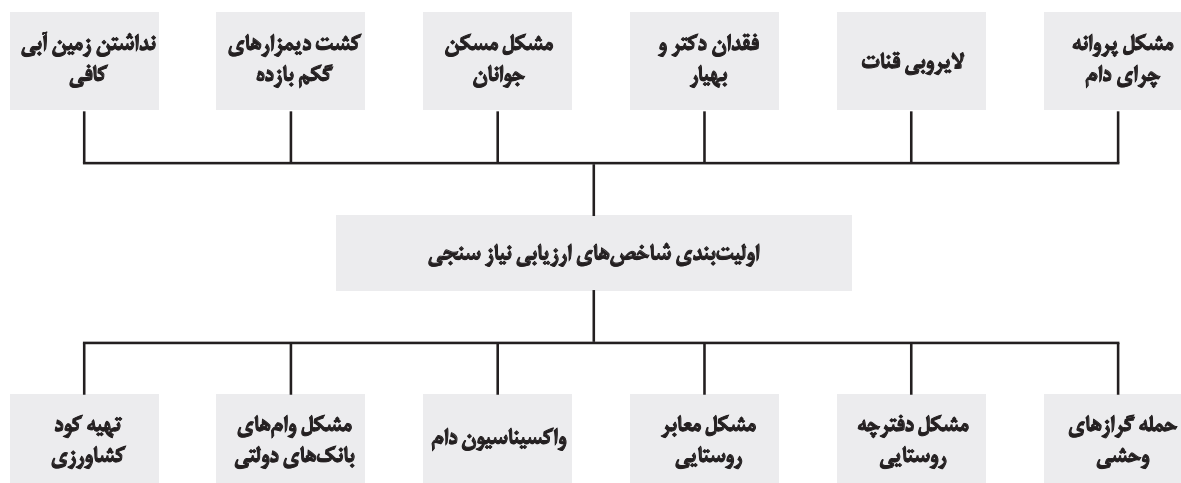 مشکل پروانه
چرای دام
لایروبی قنات
فقدان دکتر و
بهیار
مشکل مسکن
جوانان
کشت دیمزارهای
گکم بازده
نداشتن زمین آبی
کافی
اولیت‌بندی شاخص‌های ارزیابی نیاز سنجی
حمله گرازهای
وحشی
مشکل دفترچه
روستایی
مشکل معابر
روستایی
واکسیناسیون دام
مشکل وام‌های
بانک‌های دولتی
تهیه کود
کشاورزی